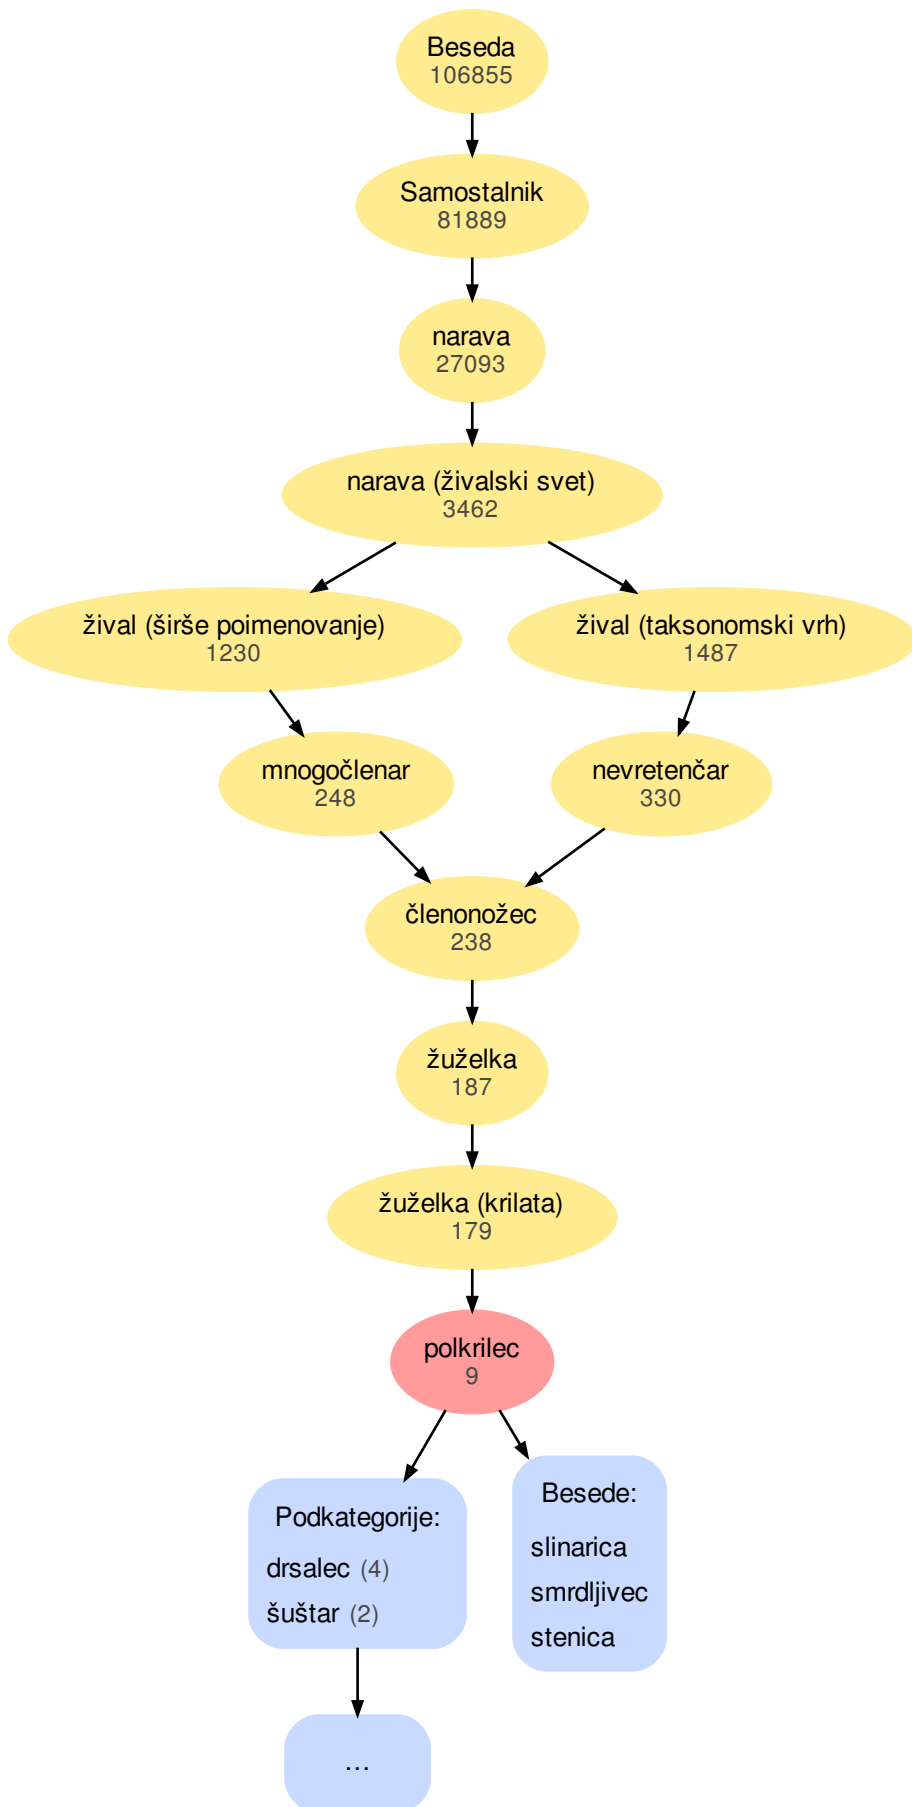 Beseda
106855
Samostalnik
81889
narava
27093
narava (živalski svet)
3462
žival (širše poimenovanje)
1230
žival (taksonomski vrh)
1487
mnogočlenar
248
nevretenčar
330
členonožec
238
žuželka
187
žuželka (krilata)
179
polkrilec
9
Podkategorije:
drsalec (4)
šuštar (2)
Besede:
slinarica
smrdljivec
stenica
...